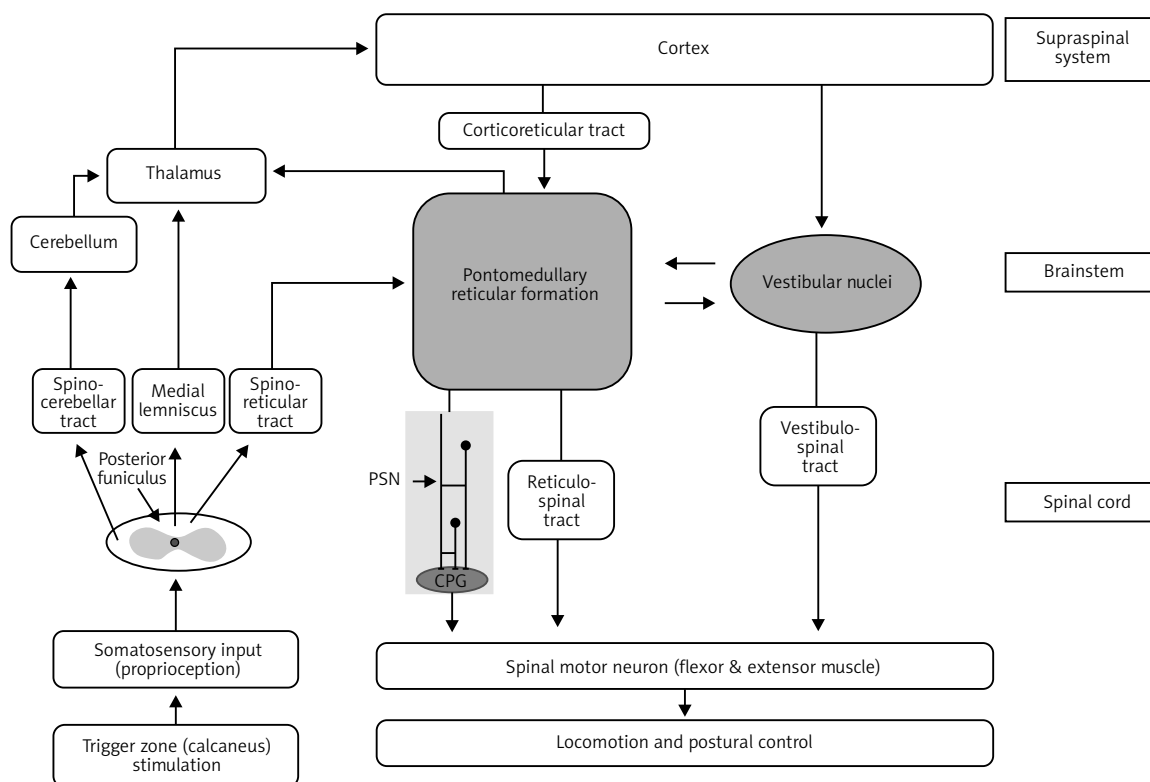 Cortex
Supraspinal
system
Corticoreticular tract
Thalamus
Cerebellum
Pontomedullary
reticular formation
Vestibular nuclei
Brainstem
Spino-
cerebellar
tract
Medial
lemniscus
Spino-
reticular
tract
Vestibulo-
spinal
tract
Posterior
funiculus
PSN
Reticulo-
spinal
tract
Spinal cord
CPG
Somatosensory input
(proprioception)
Spinal motor neuron (flexor & extensor muscle)
Trigger zone (calcaneus)
stimulation
Locomotion and postural control